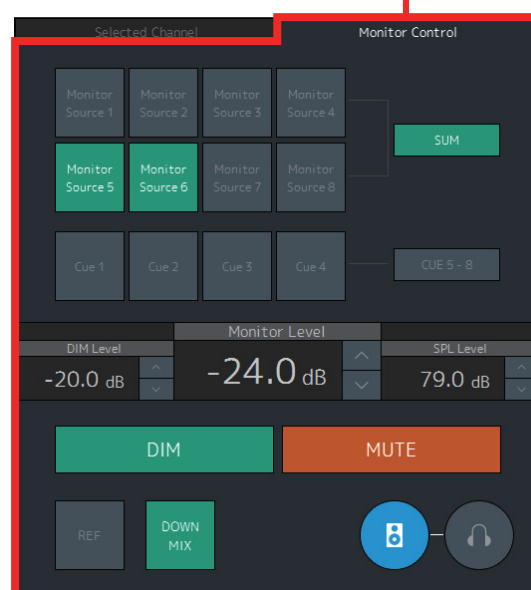 Selected Channel
Monitor Control
Monitor Source 1
Monitor Source 2
Monitor Source 3
Monitor Source 4
SUM
Monitor Source 5
Monitor Source 6
Monitor Source 7
Monitor Source 8
Cue 1
Cue 2
Cue 3
Cue 4
CUE 5 - 8
Monitor Level
DIM Level
SPL Level
-20.0 dB
-24.0 dB
79.0 dB
DIM
MUTE
REF
DOWN
MIX